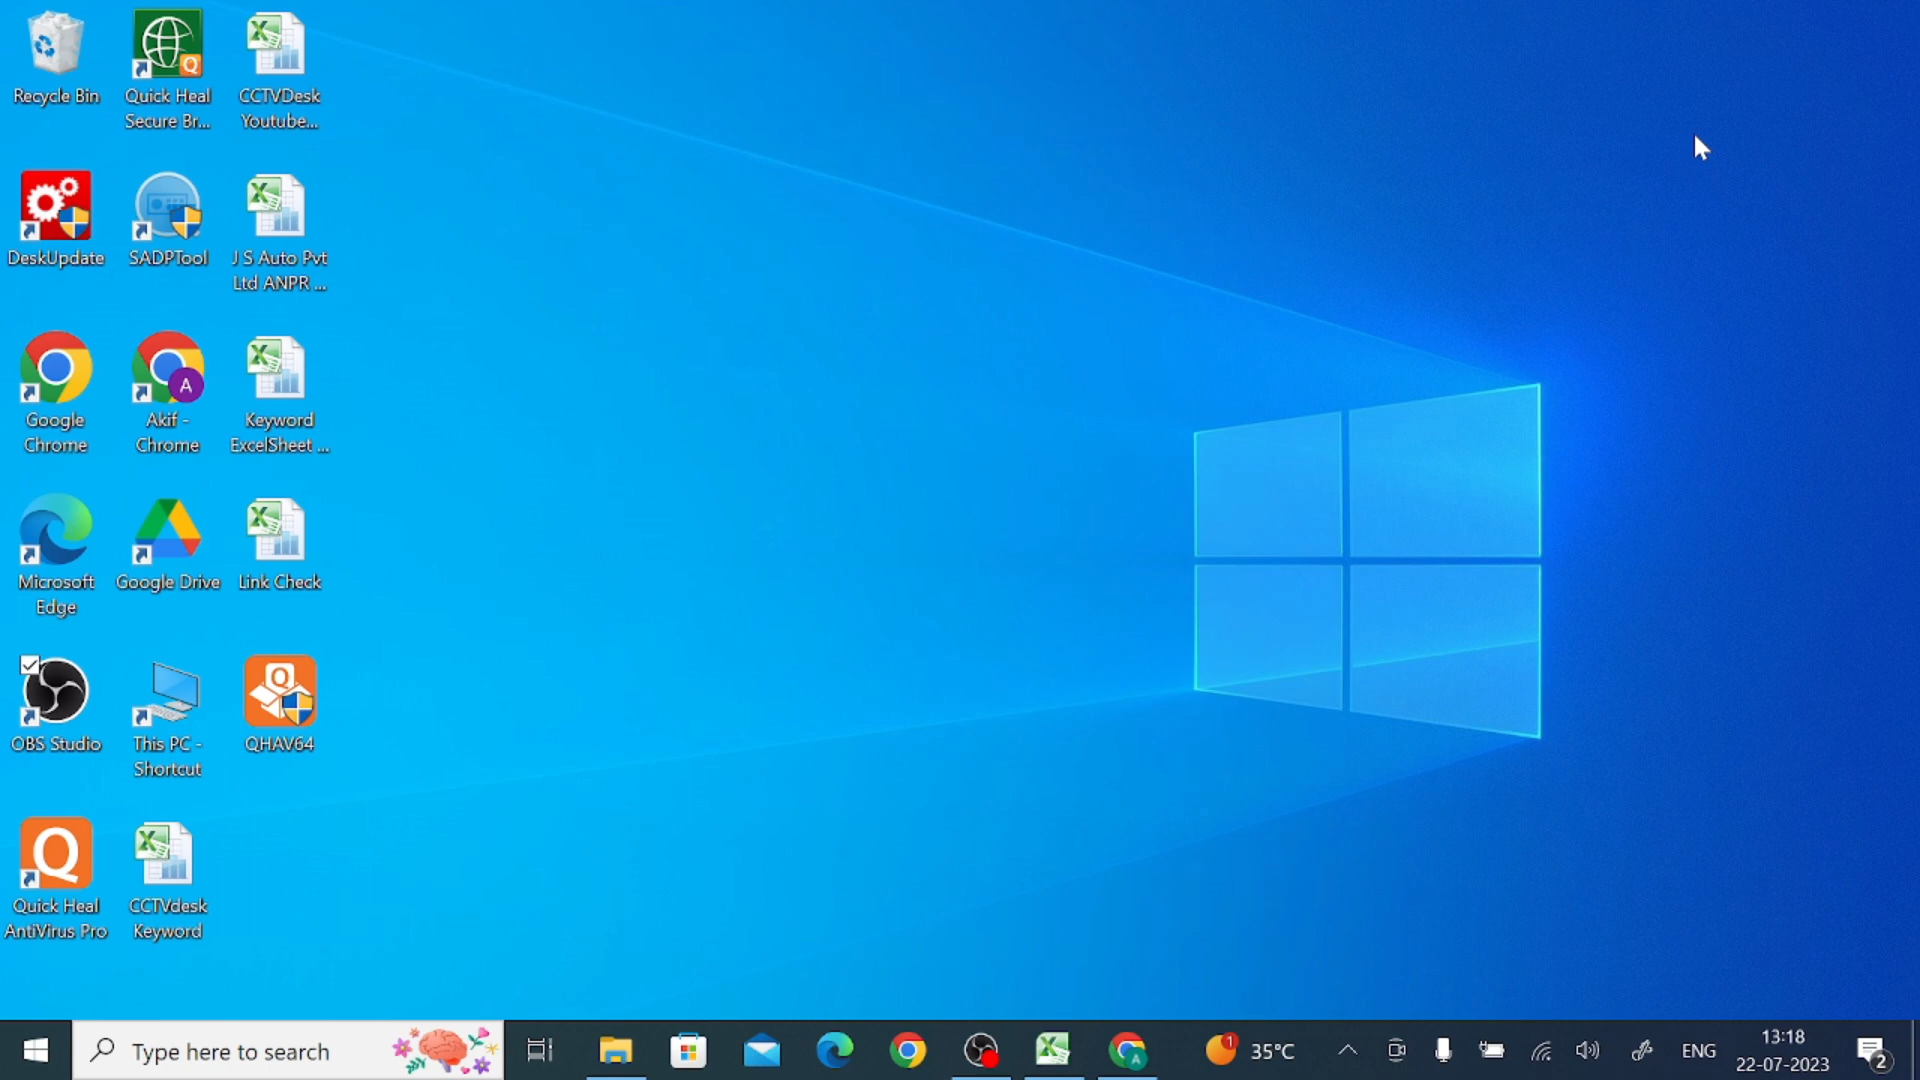 Recycle Bin
Quick Heal
Secure Br...
CCTVDesk
Youtube...
DeskUpdate
SADPTool
J S Auto Pvt
Ltd ANPR ...
Google
Chrome
A
Akif -
Chrome
Keyword
ExcelSheet ...
Microsoft
Edge
Google Drive
Link Check
OBS Studio
This PC -
Shortcut
QHAV64
Quick Heal
AntiVirus Pro
CCTVdesk
Keyword
Type here to search
A
1
35°C
ENG
13:18
22-07-2023
2